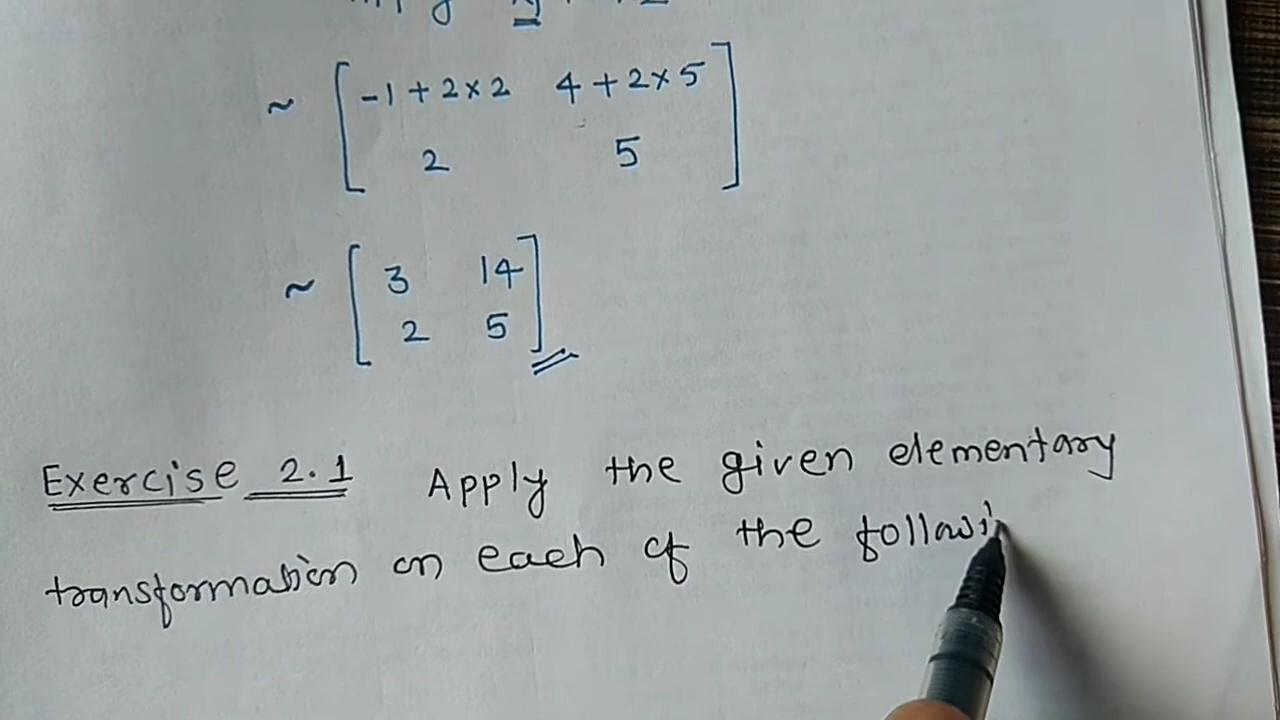 ~ [ -1 + 2 × 2 4 + 2 × 5
2 5 ]
~ [ 3 14
2 5 ]
Exercise 2.1 Apply the given elementary
transformation on each of the followi